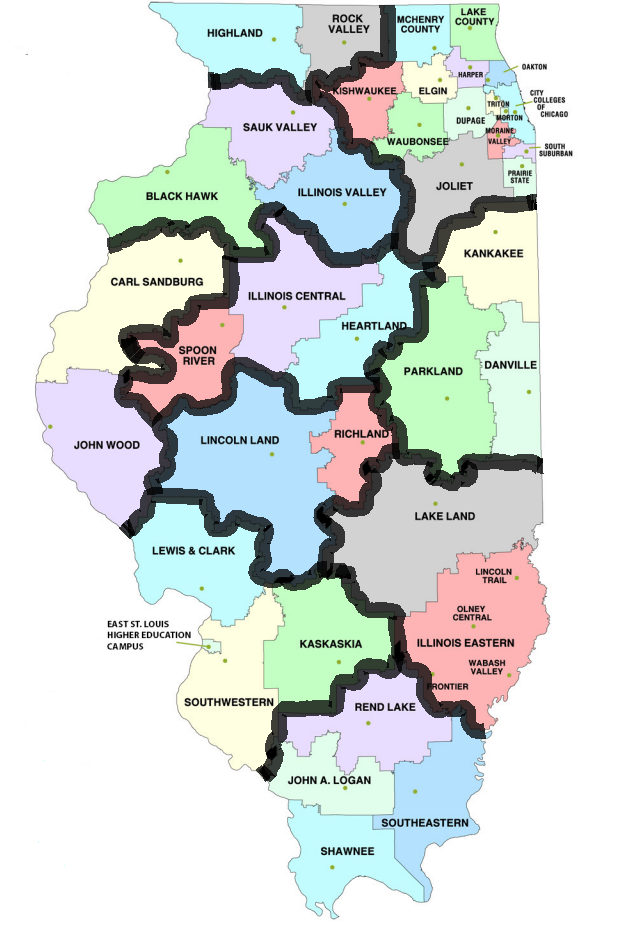 HIGHLAND
ROCK
VALLEY
MCHENRY
COUNTY
LAKE
COUNTY
HARPER
OAKTON
KISHWAUKEE
ELGIN
CITY
COLLEGES
OF
CHICAGO
TRITON
MORTON
DUPAGE
SAUK VALLEY
WAUBONSEE
MORAINE
VALLEY
SOUTH
SUBURBAN
PRAIRIE
STATE
BLACK HAWK
ILLINOIS VALLEY
JOLIET
KANKAKEE
CARL SANDBURG
ILLINOIS CENTRAL
HEARTLAND
SPOON
RIVER
PARKLAND
DANVILLE
JOHN WOOD
LINCOLN LAND
RICHLAND
LAKE LAND
LEWIS & CLARK
LINCOLN
TRAIL
OLNEY
CENTRAL
EAST ST. LOUIS
HIGHER EDUCATION
CAMPUS
KASKASKIA
ILLINOIS EASTERN
WABASH
VALLEY
FRONTIER
SOUTHWESTERN
REND LAKE
JOHN A. LOGAN
SOUTHEASTERN
SHAWNEE